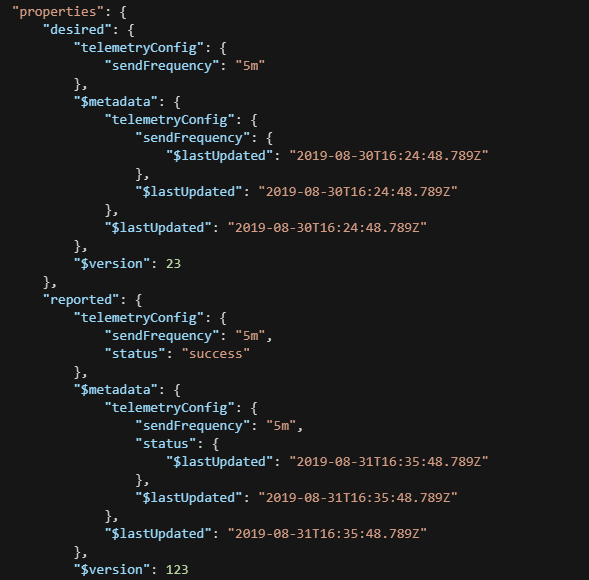 "properties": {
"desired": {
"telemetryConfig": {
"sendFrequency": "5m"
},
"$metadata": {
"telemetryConfig": {
"sendFrequency": {
"$lastUpdated": "2019-08-30T16:24:48.789Z"
},
"$lastUpdated": "2019-08-30T16:24:48.789Z"
},
"$lastUpdated": "2019-08-30T16:24:48.789Z"
},
"$version": 23
},
"reported": {
"telemetryConfig": {
"sendFrequency": "5m",
"status": "success"
},
"$metadata": {
"telemetryConfig": {
"sendFrequency": "5m",
"status": {
"$lastUpdated": "2019-08-31T16:35:48.789Z"
},
"$lastUpdated": "2019-08-31T16:35:48.789Z"
},
"$lastUpdated": "2019-08-31T16:35:48.789Z"
},
"$version": 123